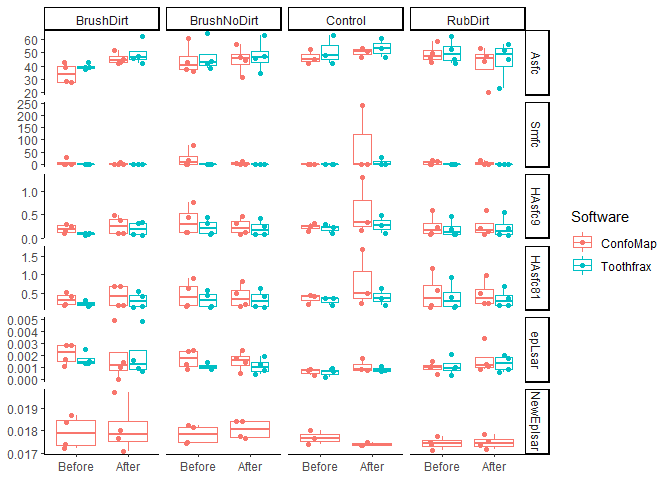 BrushDirt BrushNoDirt Control RubDirt
60
50
40
30
20
Asfc
250
200
150
100
50
0
Smfc
1.0
0.5
0.0
HAsfc9
1.5
1.0
0.5
HAsfc81
0.005
0.004
0.003
0.002
0.001
0.000
epLsar
0.019
0.018
0.017
NewEplsar
Before After Before After Before After Before After
Software
ConfoMap
Toothfrax